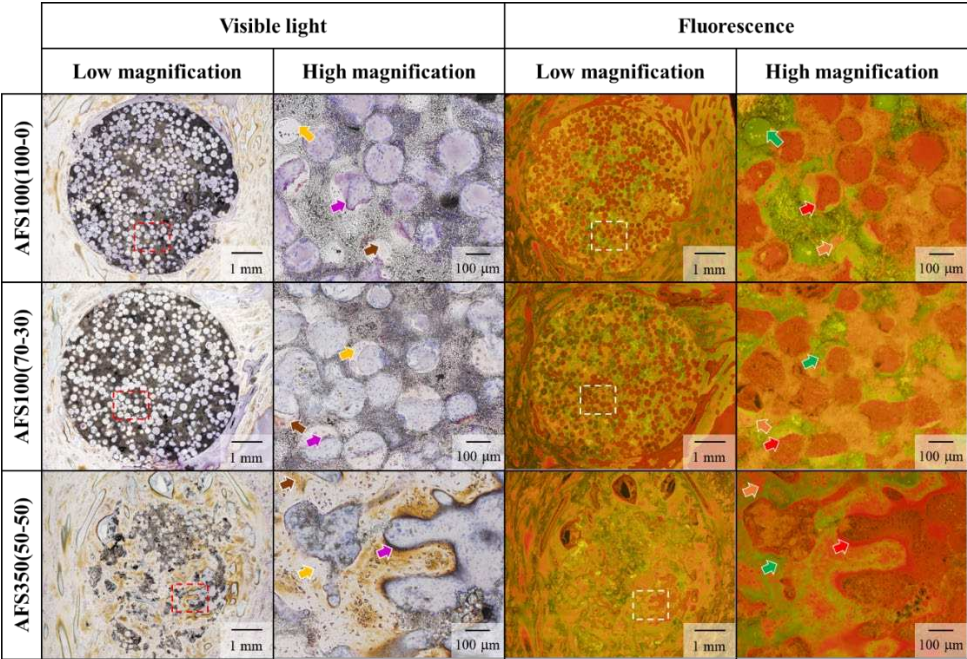 Visible light Fluorescence
Low magnification High magnification Low magnification High magnification
AFS100(100-0)
1 mm 100 µm 1 mm 100 µm
AFS100(70-30)
1 mm 100 µm 1 mm 100 µm
AFS350(50-50)
1 mm 100 µm 1 mm 100 µm